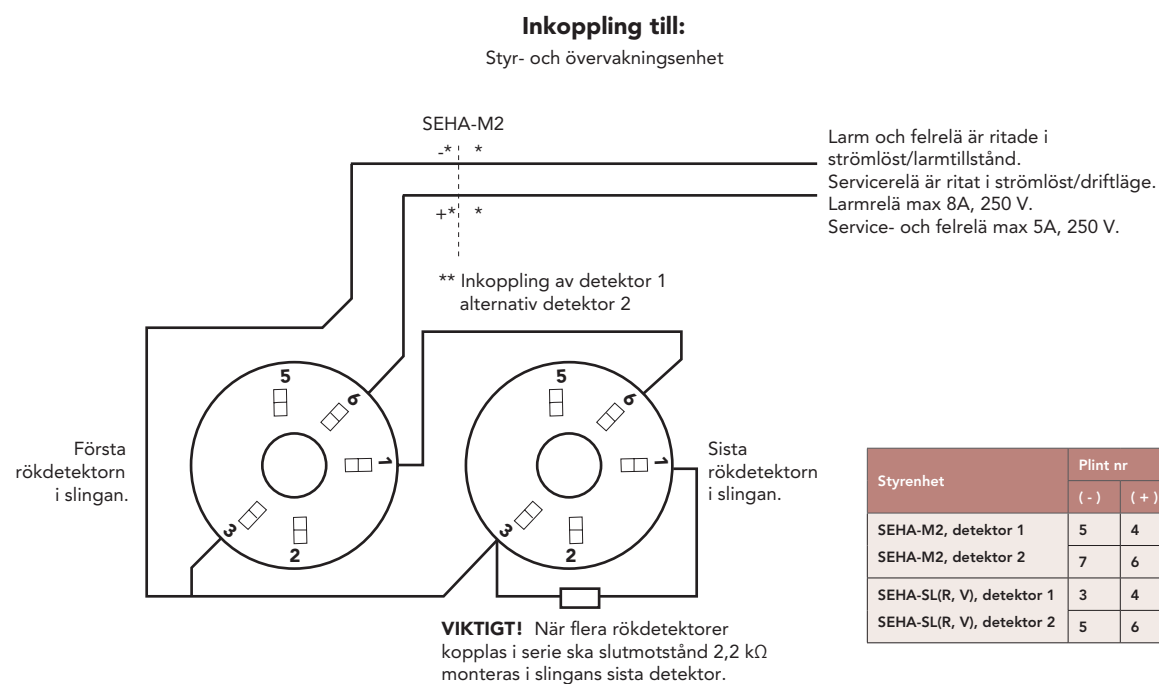 Inkoppling till:
Styr- och övervakningsenhet
SEHA-M2
-* *
+* *
Larm och felrelä är ritade i
strömlöst/larmtillstånd.
Servicerelä är ritat i strömlöst/driftläge.
Larmrelä max 8A, 250 V.
Service- och felrelä max 5A, 250 V.
** Inkoppling av detektor 1
alternativ detektor 2
Första
rökdetektorn
i slingan.
5
6
1
2
3
5
6
1
2
3
Sista
rökdetektorn
i slingan.
VIKTIGT! När flera rökdetektorer
kopplas i serie ska slutmotstånd 2,2 kΩ
monteras i slingans sista detektor.
Styrenhet Plint nr
( - ) ( + )
SEHA-M2, detektor 1 5 4
SEHA-M2, detektor 2 7 6
SEHA-SL(R, V), detektor 1 3 4
SEHA-SL(R, V), detektor 2 5 6